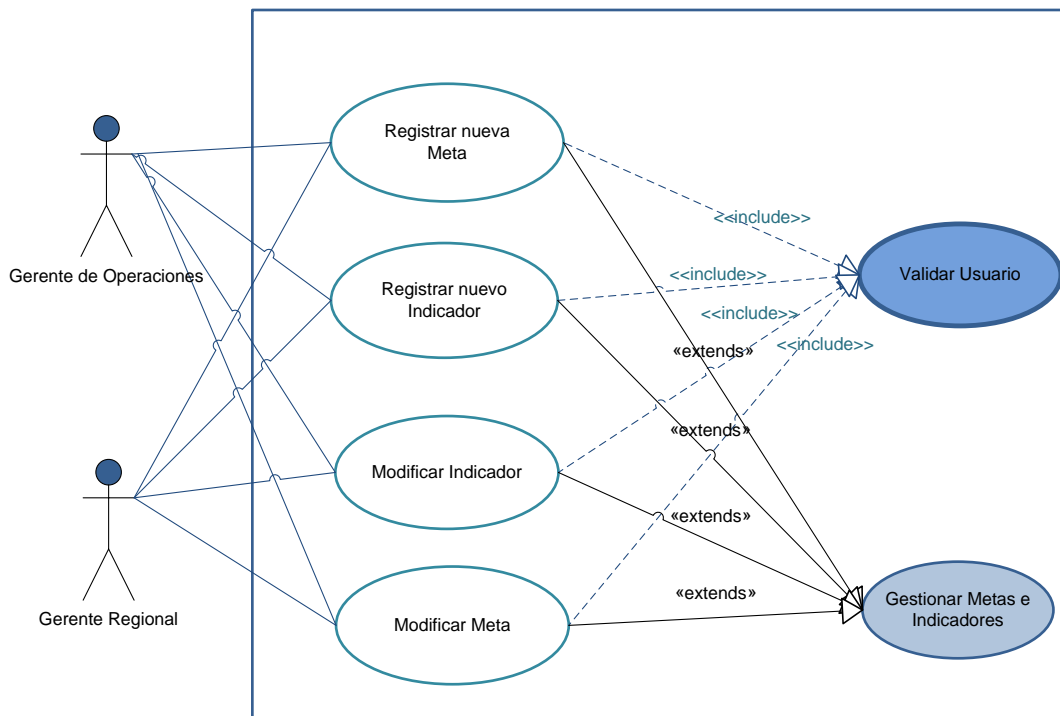 Registrar nueva
Meta
Gerente de Operaciones
<<include>>
Validar Usuario
Registrar nuevo
Indicador
<<include>>
<<include>>
<<include>>
«extends»
«extends»
Modificar Indicador
«extends»
Gerente Regional
Modificar Meta
«extends»
Gestionar Metas e
Indicadores